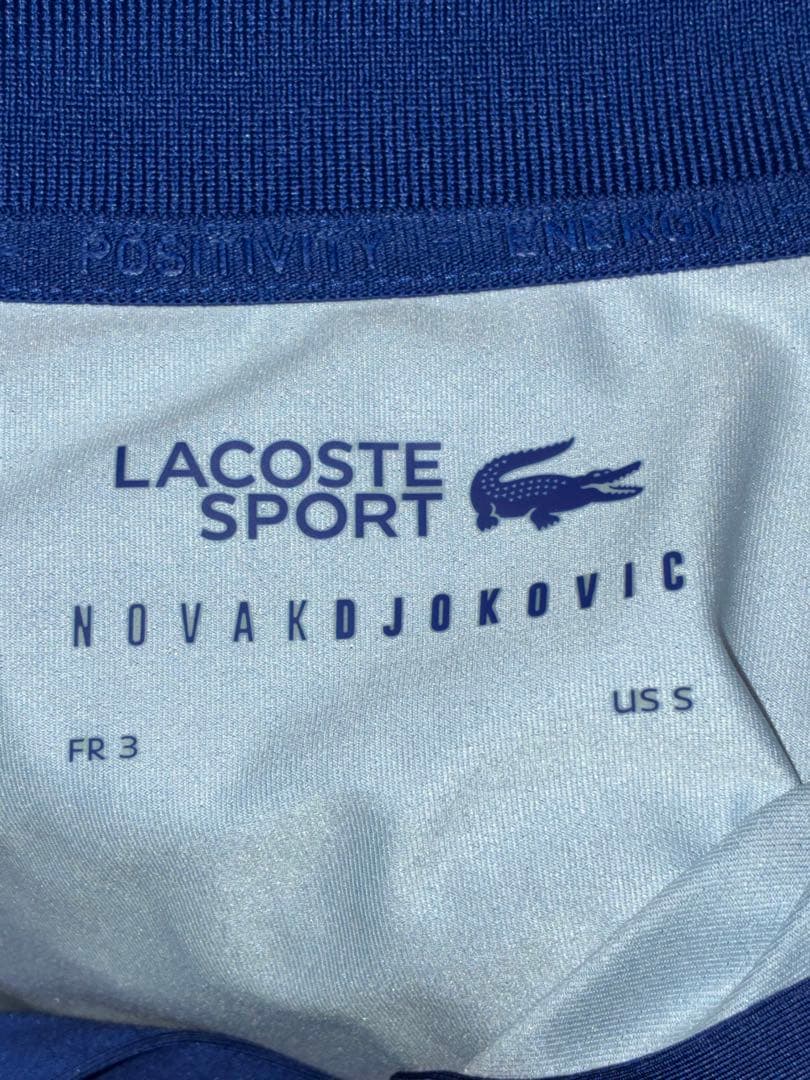 POSITIVITY - ENERGY
LACOSTE
SPORT
NOVAKDJOKOVIC
US S
FR 3